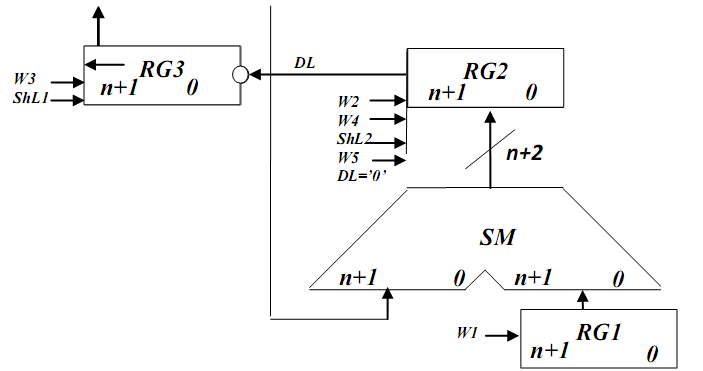 RG3
n+1 0
W3
ShL1
DL
RG2
n+1 0
W2
W4
ShL2
W5
DL='0'
n+2
SM
n+1 0 n+1 0
W1
RG1
n+1 0